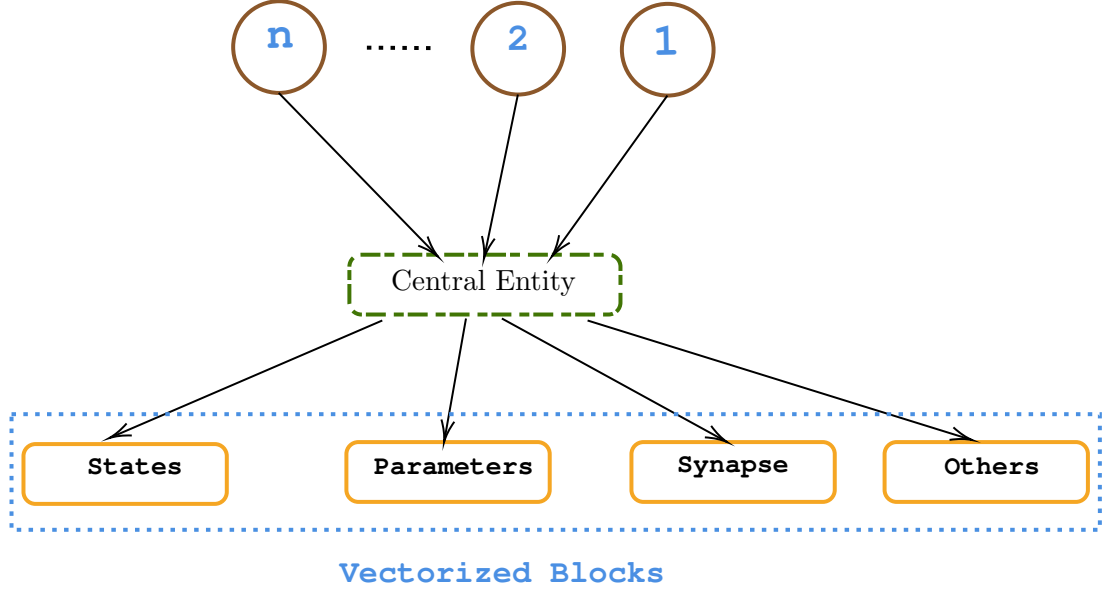 n ...... 2 1
Central Entity
States Parameters Synapse Others
Vectorized Blocks